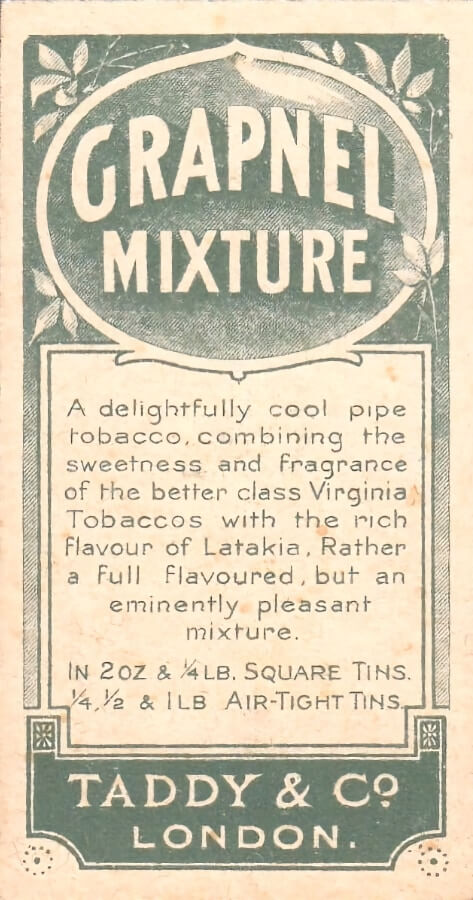 GRAPNEL
MIXTURE
A delightfully cool pipe
tobacco, combining the
sweetness and fragrance
of the better class Virginia
Tobaccos with the rich
flavour of Latakia, Rather
a full flavoured, but an
eminently pleasant
mixture.
IN 2OZ & ¼LB. SQUARE TINS.
¼, ½ & 1LB AIR-TIGHT TINS.
TADDY & Cº
LONDON.